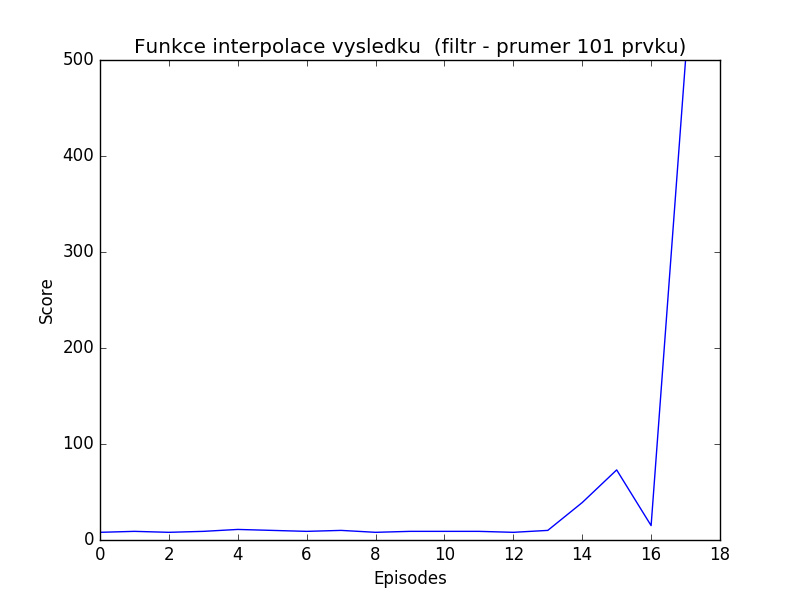 Funkce interpolace vysledku  (filtr - prumer 101 prvku)
500
400
300
200
100
0
Score
0 2 4 6 8 10 12 14 16 18
Episodes